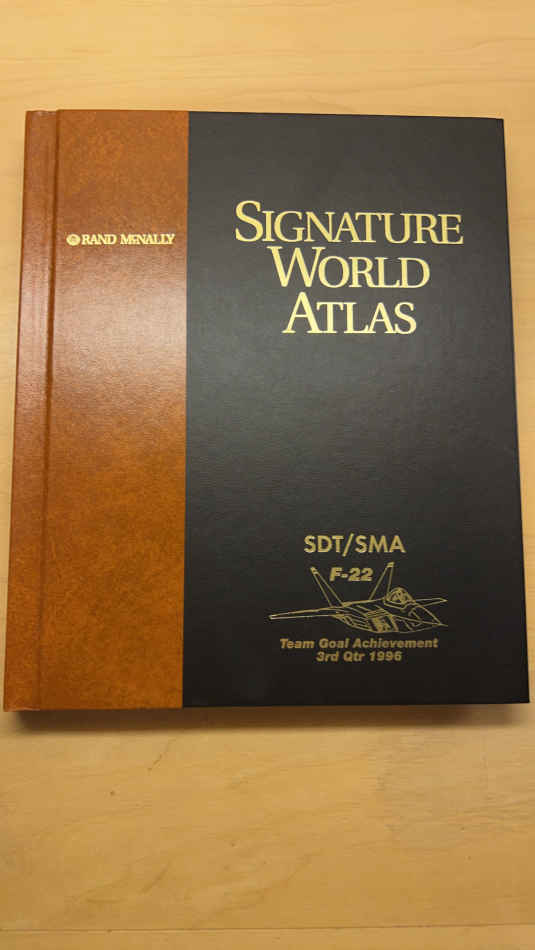 RAND McNALLY
SIGNATURE
WORLD
ATLAS
SDT/SMA
F-22
Team Goal Achievement
3rd Qtr 1996